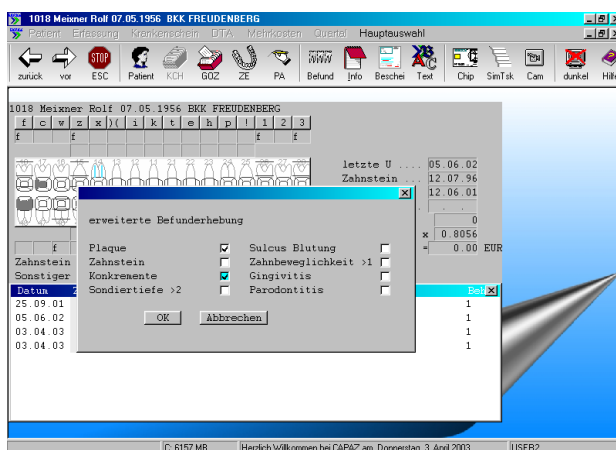 1018 Meixner Rolf 07.05.1956 BKK FREUDENBERG
Patient Erfassung Krankenschein DTA Mehrkosten Quartal Hauptauswahl
STOP
zurück vor ESC Patient KCH GOZ ZE PA Befund Info Beschei Text Chip SimTsk Cam dunkel Hilfe
1018 Meixner Rolf 07.05.1956 BKK FREUDENBERG
f c w z x )( i k t e h p ! 1 2 3
f f f f
letzte U .... 05.06.02
Zahnstein ... 12.07.96
12.06.01
0
x 0.8056
f = 0.00 EUR
Zahnstein
Sonstiger
erweiterte Befunderhebung
Plaque Sulcus Blutung
Zahnstein Zahnbeweglichkeit >1
Konkremente Gingivitis
Sondiertiefe >2 Parodontitis
OK Abbrechen
Datum Z Be
25.09.01 1
05.06.02 1
03.04.03 1
03.04.03 1
C: 6157 MB Herzlich Willkommen bei CAPAZ am Donnerstag, 3. April 2003 USER2